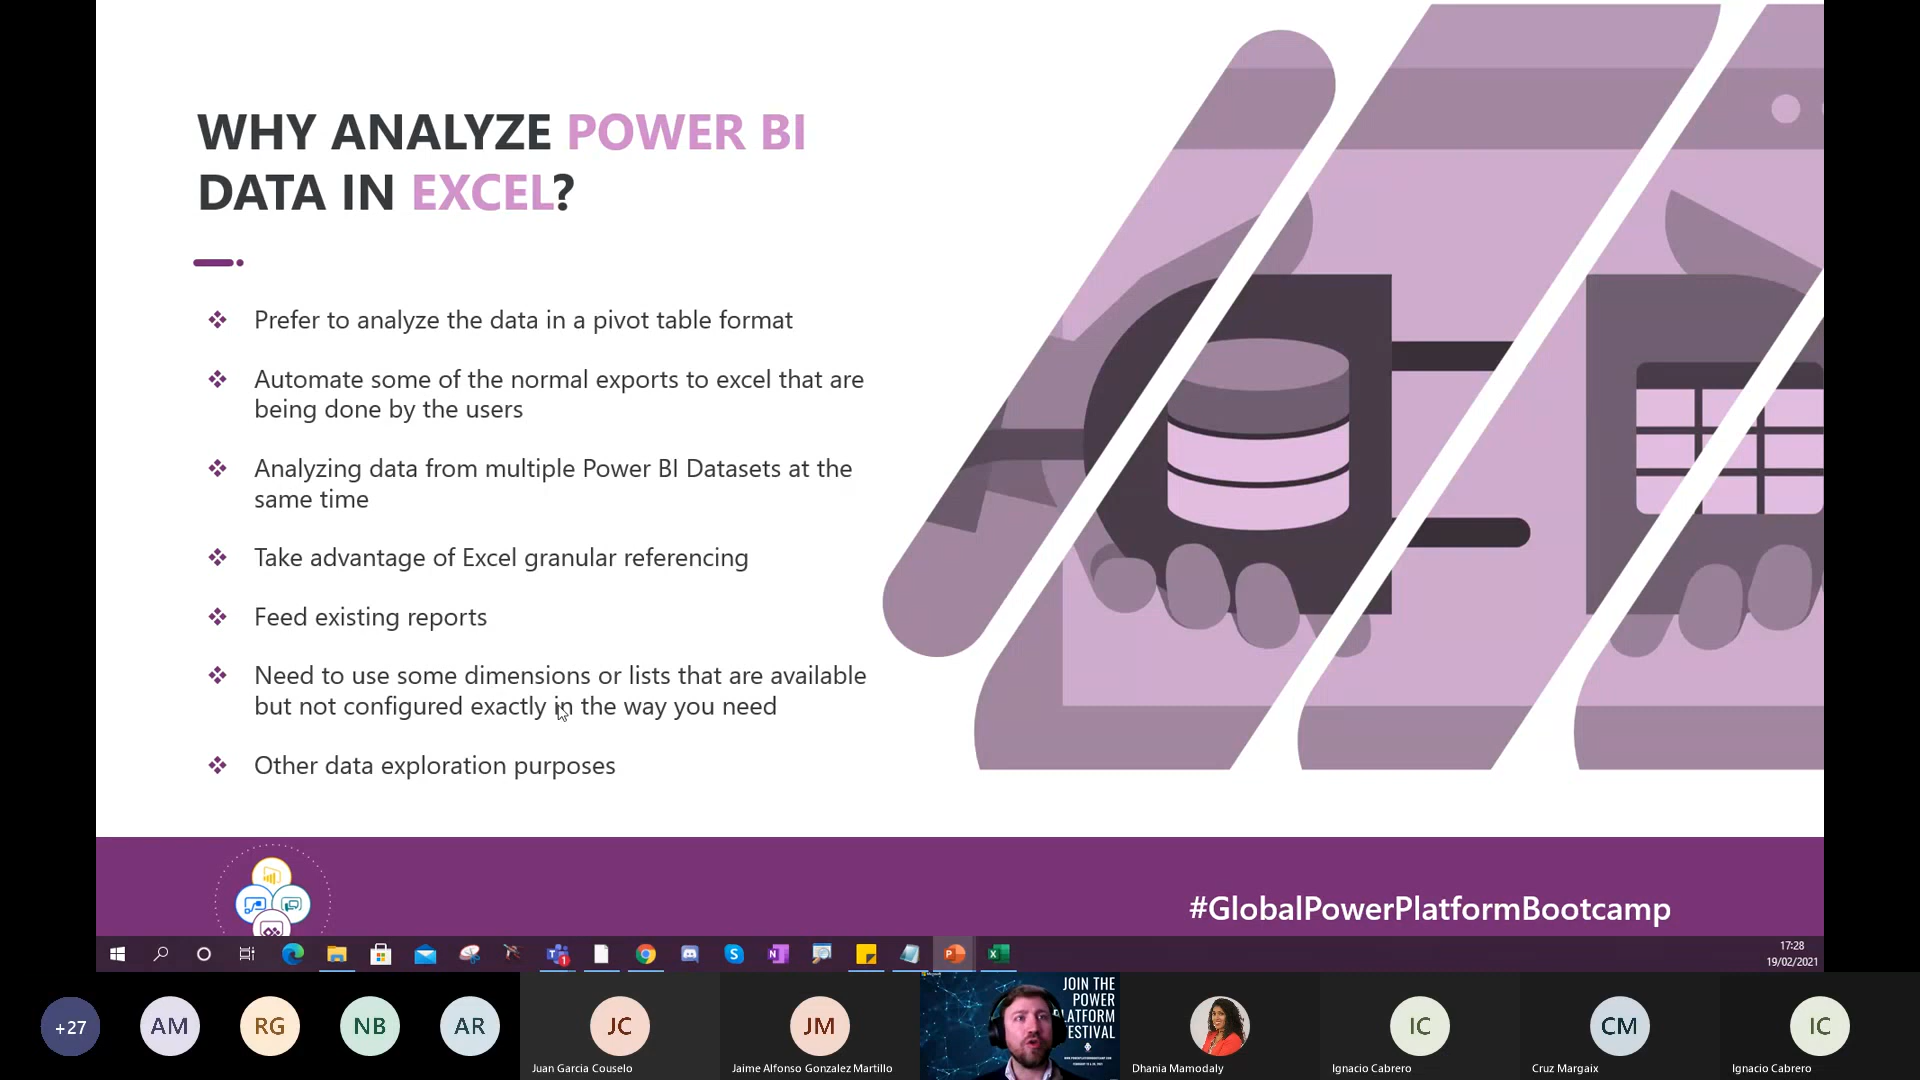 WHY ANALYZE POWER BI
DATA IN EXCEL?
Prefer to analyze the data in a pivot table format
Automate some of the normal exports to excel that are
being done by the users
Analyzing data from multiple Power BI Datasets at the
same time
Take advantage of Excel granular referencing
Feed existing reports
Need to use some dimensions or lists that are available
but not configured exactly in the way you need
Other data exploration purposes
#GlobalPowerPlatformBootcamp
17:28
19/02/2021
+27
AM
RG
NB
AR
JC
Juan Garcia Couselo
JM
Jaime Alfonso Gonzalez Martillo
JOIN THE
POWER
PLATFORM
FESTIVAL
Dhania Mamodaly
IC
Ignacio Cabrero
CM
Cruz Margaix
IC
Ignacio Cabrero